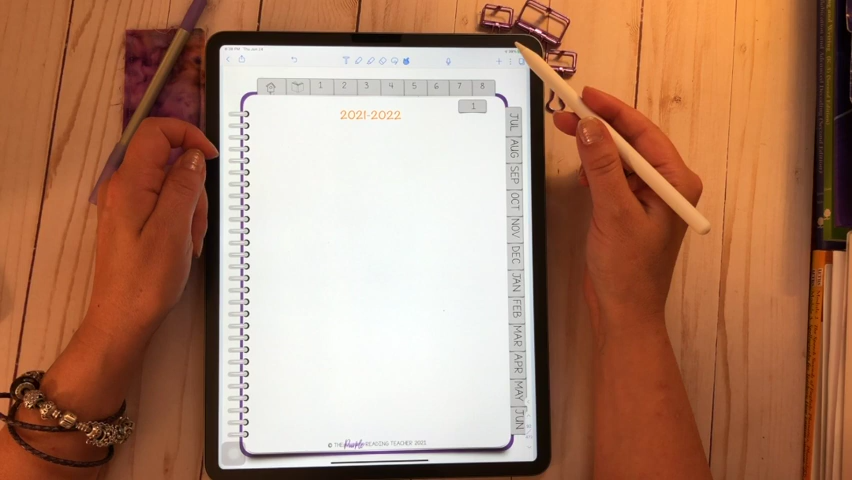 1 2 3 4 5 6 7 8
1
2021-2022
JUL
AUG
SEP
OCT
NOV
DEC
JAN
FEB
MAR
APR
MAY
JUN
© THE Purple READING TEACHER 2021